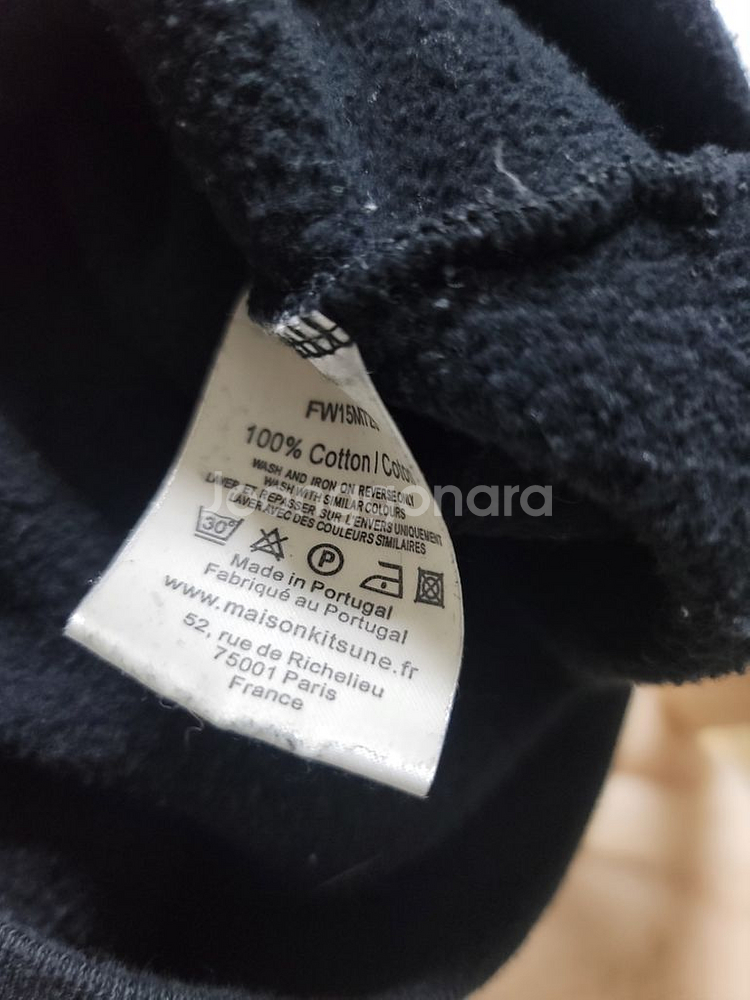 100% Cotton / Coton
WASH AND IRON ON REVERSE ONLY
WASH WITH SIMILAR COLOURS
LAVER ET REPASSER SUR L'ENVERS UNIQUEMENT
LAVER AVEC DES COULEURS SIMILAIRES
30° P
Made in Portugal
Fabriqué au Portugal
www.maisonkitsune.fr
52, rue de Richelieu
75001 Paris
France